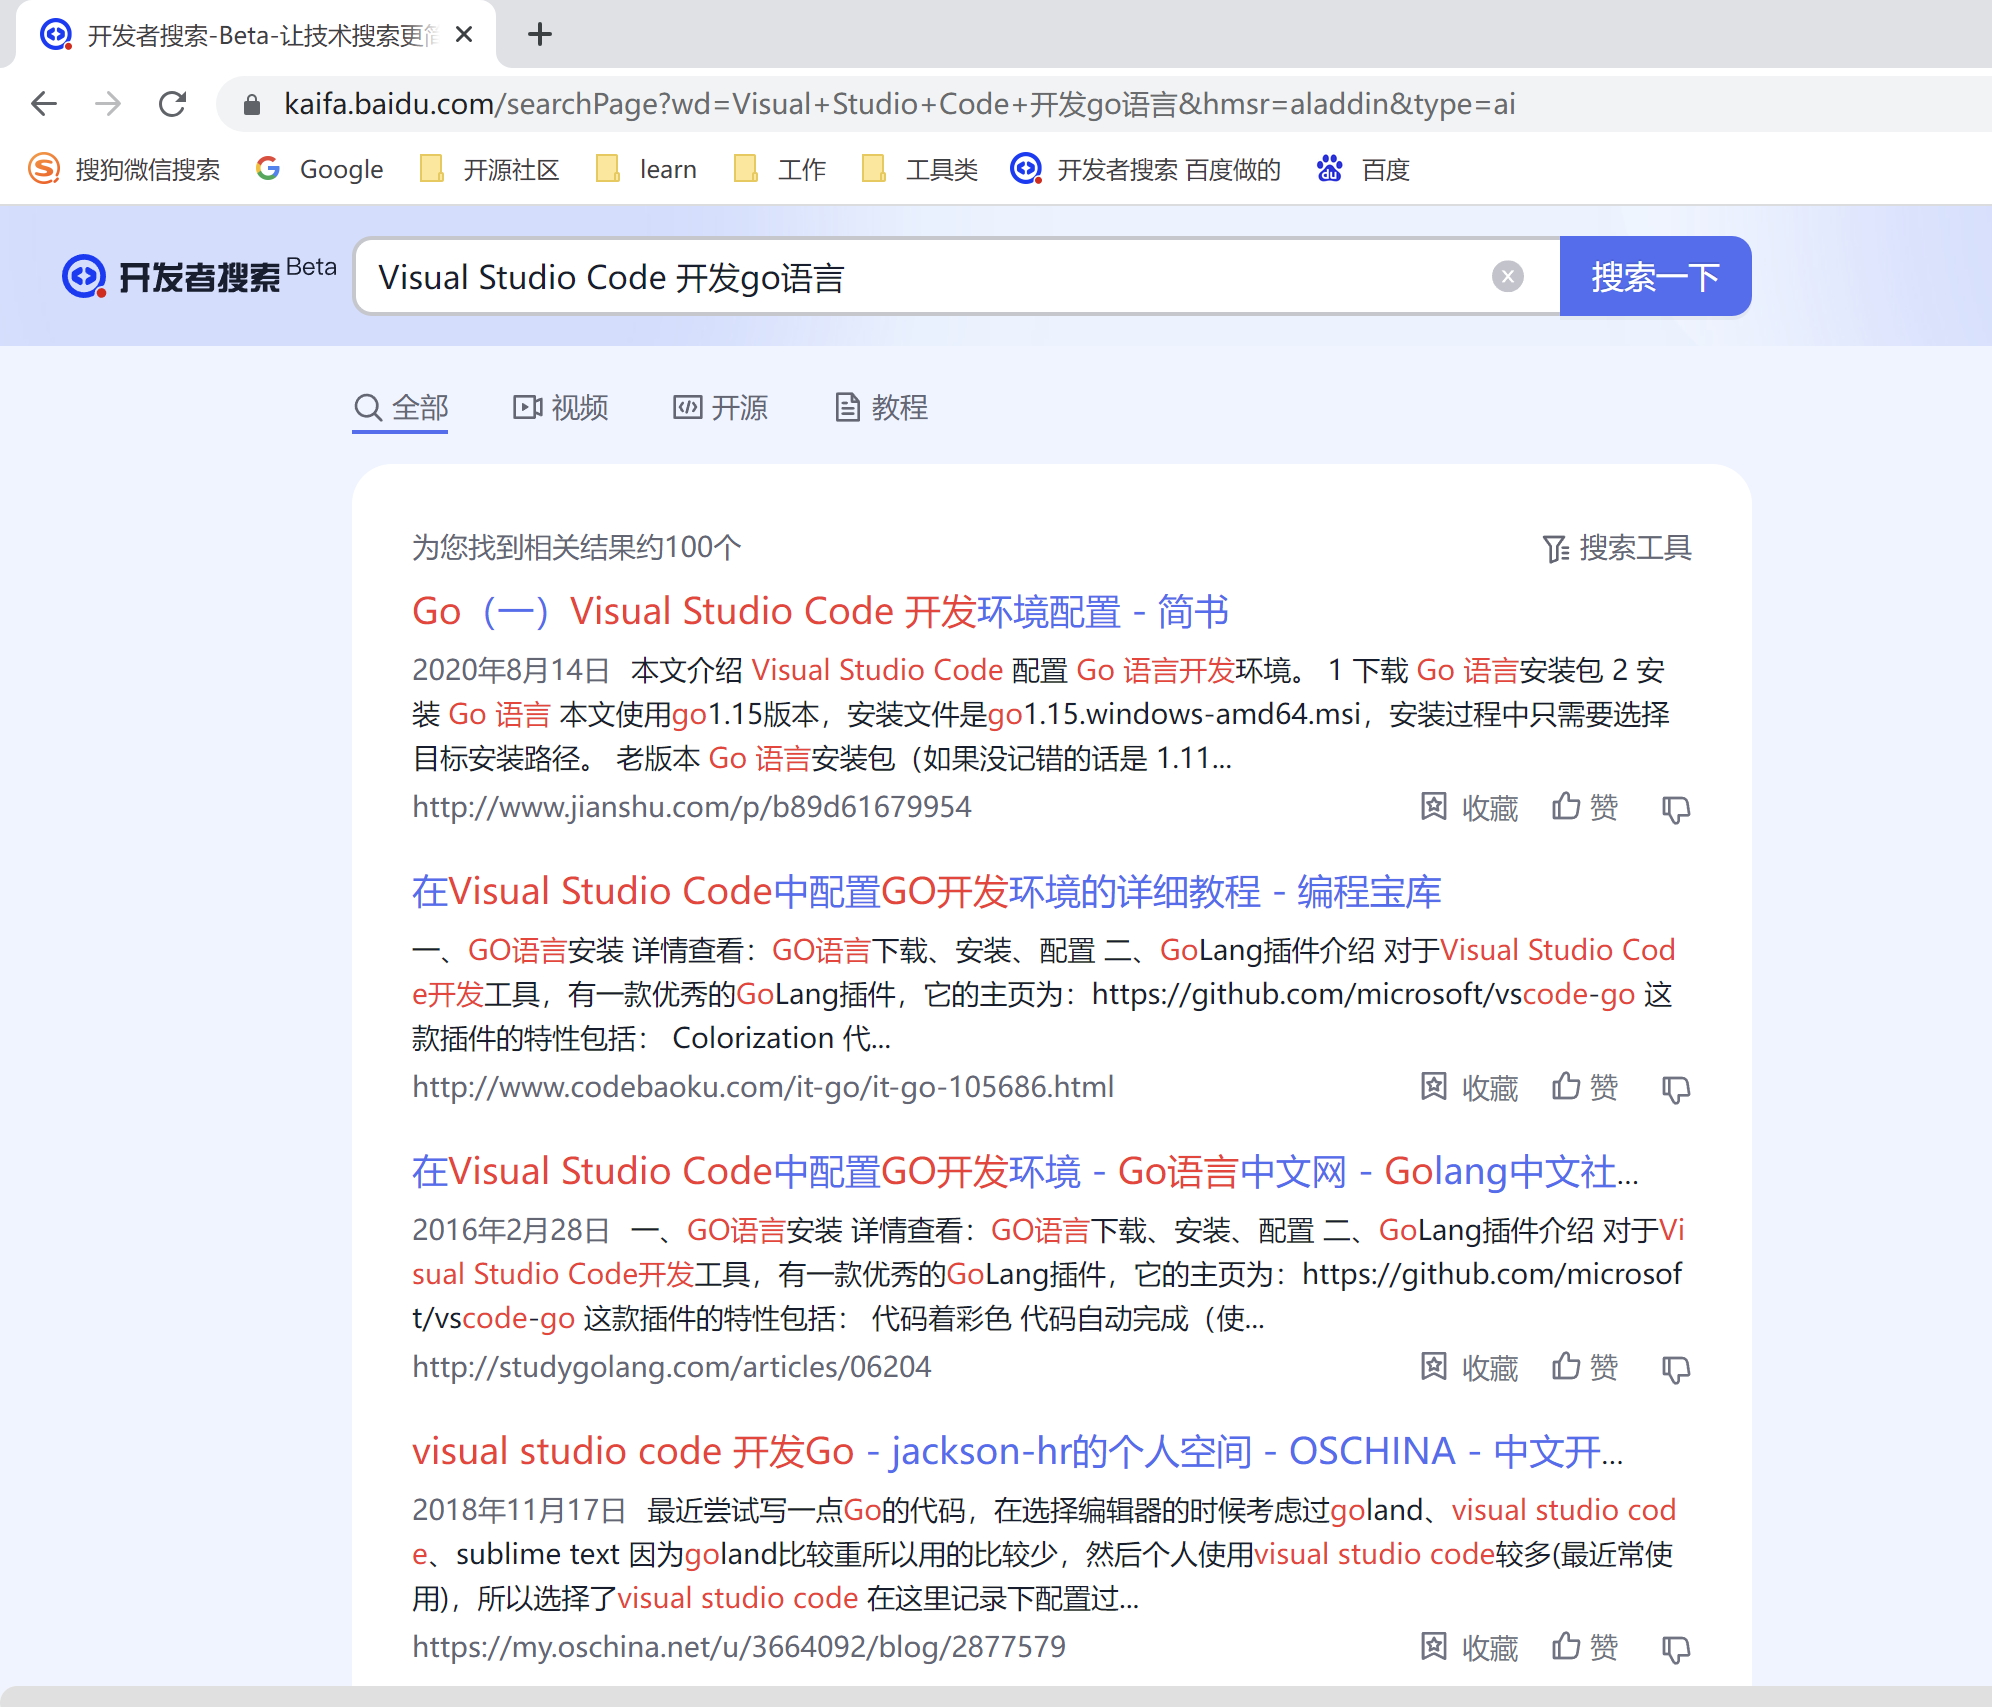 开发者搜索-Beta-让技术搜索更简
kaifa.baidu.com/searchPage?wd=Visual+Studio+Code+开发go语言&hmsr=aladdin&type=ai
搜狗微信搜索 Google 开源社区 learn 工作 工具类 开发者搜索 百度做的 百度
开发者搜索 Beta Visual Studio Code 开发go语言 搜索一下
全部 视频 开源 教程
为您找到相关结果约100个 搜索工具
Go（一）Visual Studio Code 开发环境配置 - 简书
2020年8月14日 本文介绍 Visual Studio Code 配置 Go 语言开发环境。 1 下载 Go 语言安装包 2 安
装 Go 语言 本文使用go1.15版本，安装文件是go1.15.windows-amd64.msi，安装过程中只需要选择
目标安装路径。 老版本 Go 语言安装包（如果没记错的话是 1.11...
http://www.jianshu.com/p/b89d61679954 收藏 赞
在Visual Studio Code中配置GO开发环境的详细教程 - 编程宝库
一、GO语言安装 详情查看：GO语言下载、安装、配置 二、GoLang插件介绍 对于Visual Studio Cod
e开发工具，有一款优秀的GoLang插件，它的主页为：https://github.com/microsoft/vscode-go 这
款插件的特性包括： Colorization 代...
http://www.codebaoku.com/it-go/it-go-105686.html 收藏 赞
在Visual Studio Code中配置GO开发环境 - Go语言中文网 - Golang中文社...
2016年2月28日 一、GO语言安装 详情查看：GO语言下载、安装、配置 二、GoLang插件介绍 对于Vi
sual Studio Code开发工具，有一款优秀的GoLang插件，它的主页为：https://github.com/microsof
t/vscode-go 这款插件的特性包括： 代码着彩色 代码自动完成（使...
http://studygolang.com/articles/06204 收藏 赞
visual studio code 开发Go - jackson-hr的个人空间 - OSCHINA - 中文开...
2018年11月17日 最近尝试写一点Go的代码，在选择编辑器的时候考虑过goland、visual studio cod
e、sublime text 因为goland比较重所以用的比较少，然后个人使用visual studio code较多(最近常使
用)，所以选择了visual studio code 在这里记录下配置过...
https://my.oschina.net/u/3664092/blog/2877579 收藏 赞